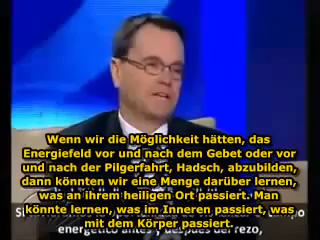 Wenn wir die Möglichkeit hätten, das
Energiefeld vor und nach dem Gebet oder vor
und nach der Pilgerfahrt, Hadsch, abzubilden,
dann könnten wir eine Menge darüber lernen,
was an ihrem heiligen Ort passiert. Man
könnte lernen, was im Inneren passiert, was
mit dem Körper passiert.
energético antes y después del rezo,